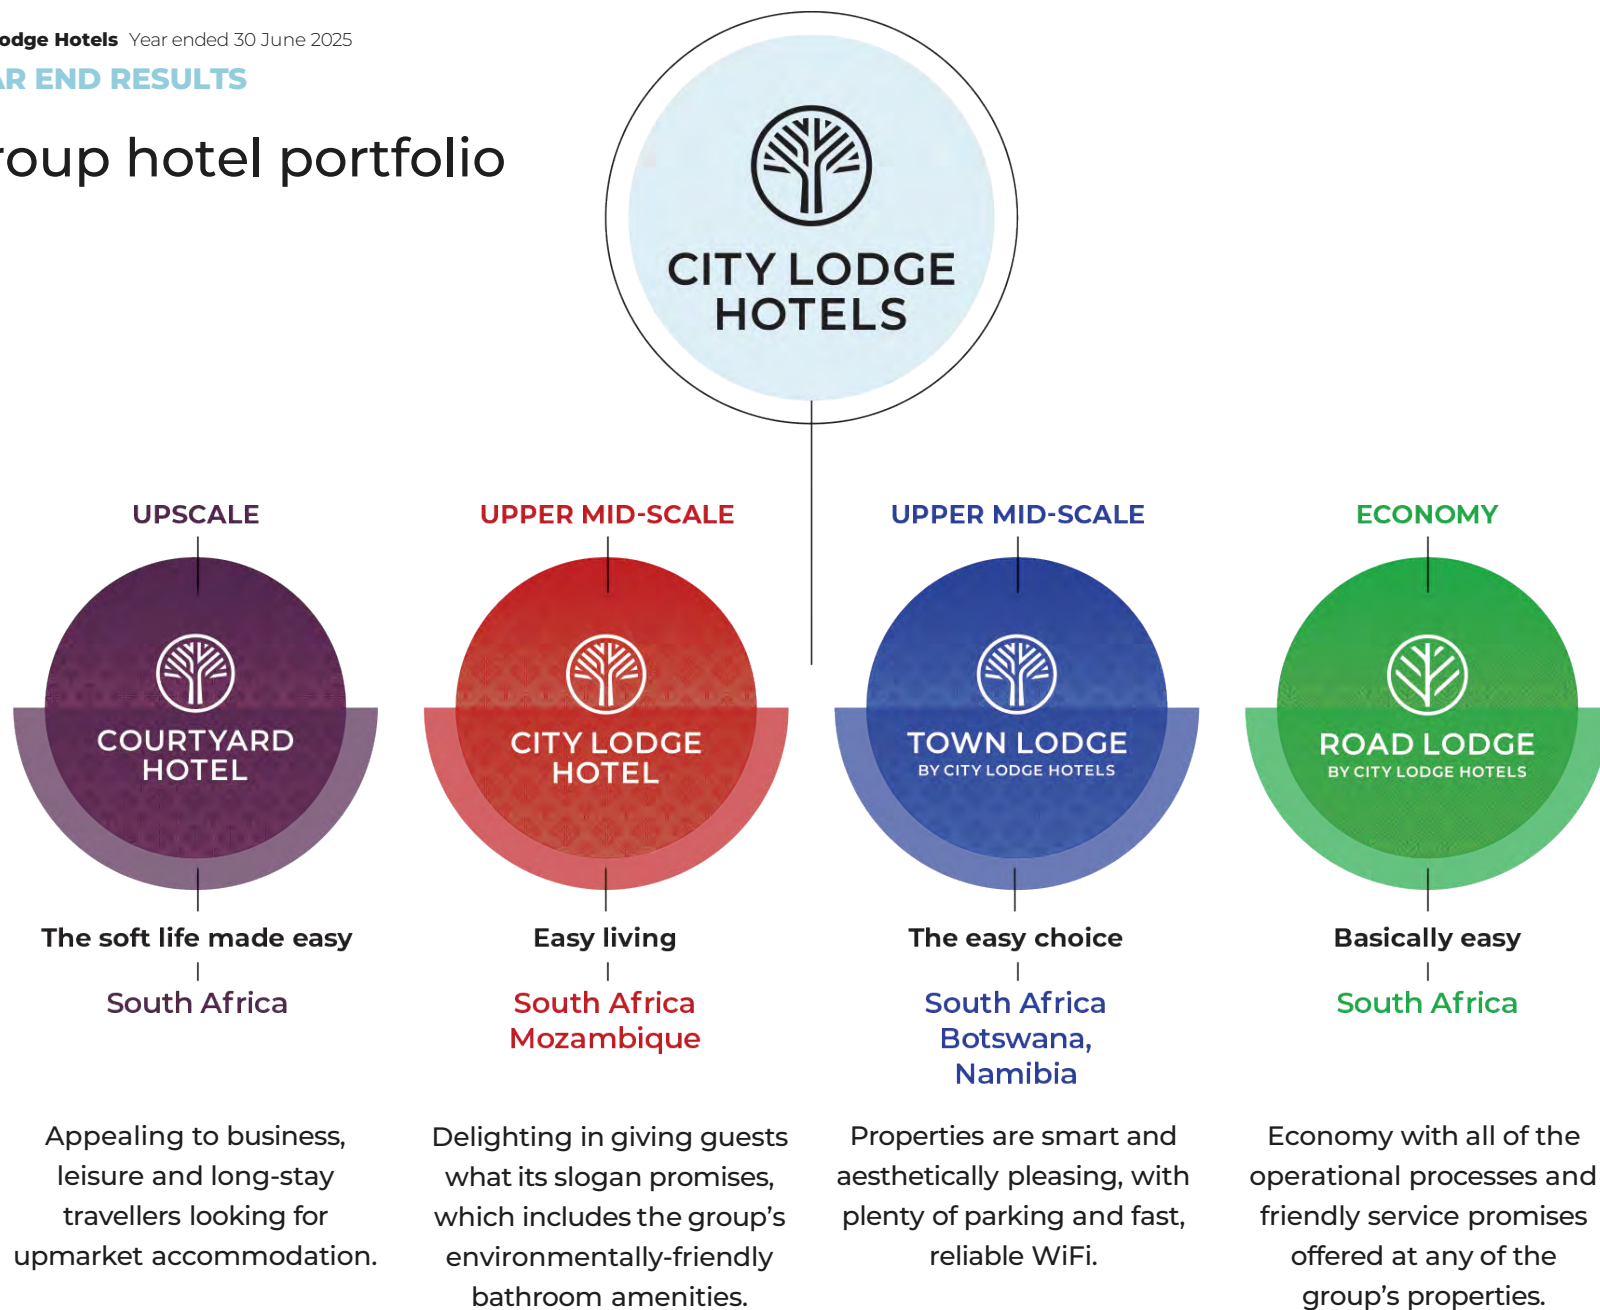 odge Hotels Year ended 30 June 2025
AR END RESULTS
roup hotel portfolio
CITY LODGE
HOTELS
UPSCALE
COURTYARD
HOTEL
The soft life made easy
South Africa
Appealing to business,
leisure and long-stay
travellers looking for
upmarket accommodation.
UPPER MID-SCALE
CITY LODGE
HOTEL
Easy living
South Africa
Mozambique
Delighting in giving guests
what its slogan promises,
which includes the group's
environmentally-friendly
bathroom amenities.
UPPER MID-SCALE
TOWN LODGE
BY CITY LODGE HOTELS
The easy choice
South Africa
Botswana,
Namibia
Properties are smart and
aesthetically pleasing, with
plenty of parking and fast,
reliable WiFi.
ECONOMY
ROAD LODGE
BY CITY LODGE HOTELS
Basically easy
South Africa
Economy with all of the
operational processes and
friendly service promises
offered at any of the
group's properties.